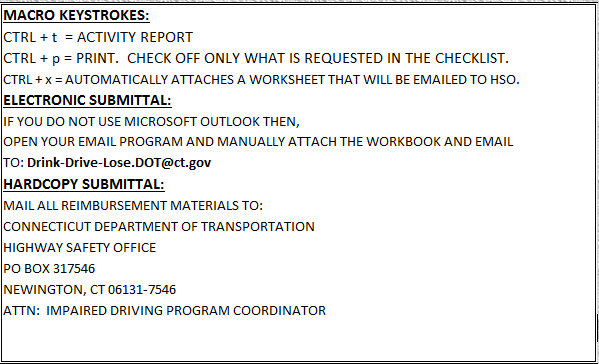 MACRO KEYSTROKES:
CTRL + t = ACTIVITY REPORT
CTRL + p = PRINT. CHECK OFF ONLY WHAT IS REQUESTED IN THE CHECKLIST.
CTRL + x = AUTOMATICALLY ATTACHES A WORKSHEET THAT WILL BE EMAILED TO HSO.
ELECTRONIC SUBMITTAL:
IF YOU DO NOT USE MICROSOFT OUTLOOK THEN,
OPEN YOUR EMAIL PROGRAM AND MANUALLY ATTACH THE WORKBOOK AND EMAIL
TO: Drink-Drive-Lose.DOT@ct.gov
HARDCOPY SUBMITTAL:
MAIL ALL REIMBURSEMENT MATERIALS TO:
CONNECTICUT DEPARTMENT OF TRANSPORTATION
HIGHWAY SAFETY OFFICE
PO BOX 317546
NEWINGTON, CT 06131-7546
ATTN: IMPAIRED DRIVING PROGRAM COORDINATOR